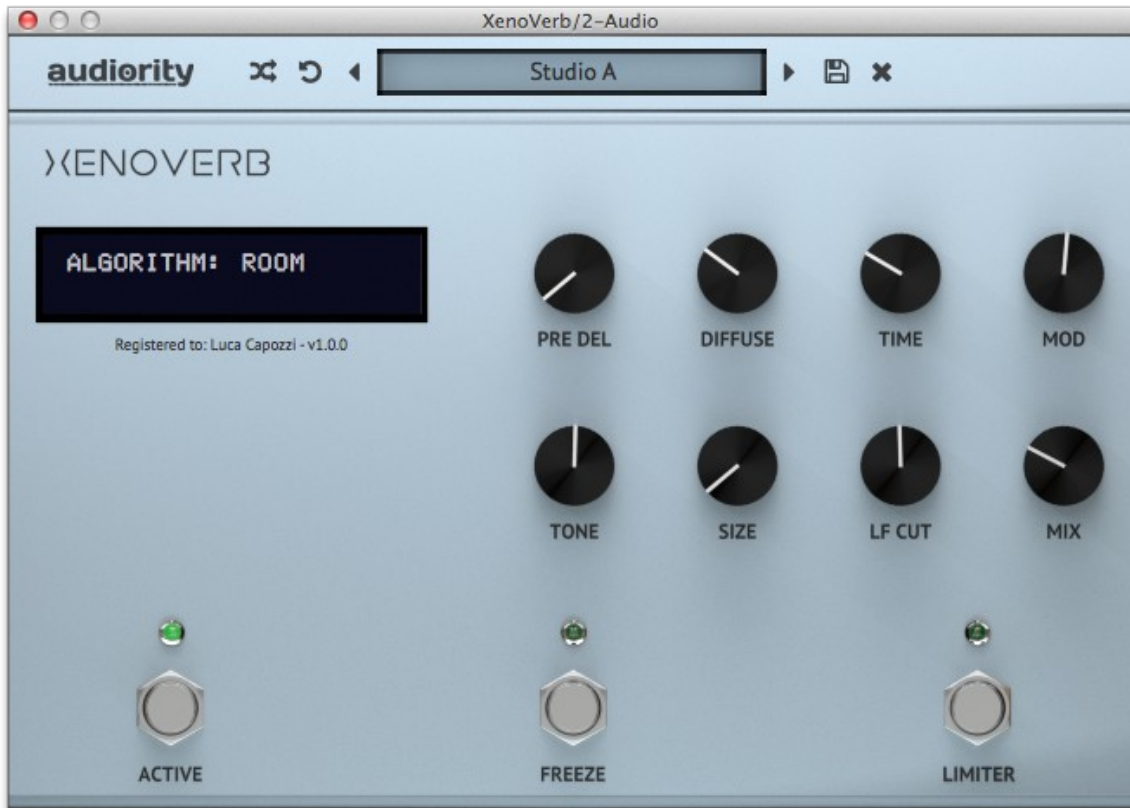 XenoVerb/2-Audio
audiority
Studio A
XENOVERB
ALGORITHM: ROOM
Registered to: Luca Capozzi - v1.0.0
PRE DEL DIFFUSE TIME MOD
TONE SIZE LF CUT MIX
ACTIVE FREEZE LIMITER